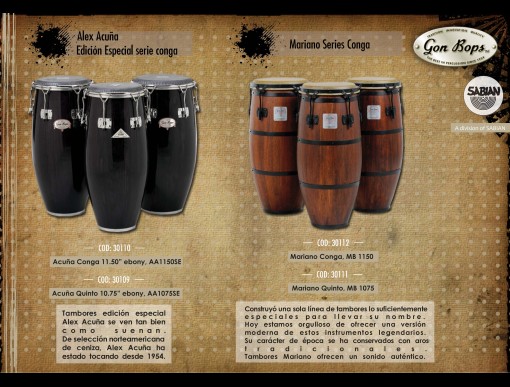 Alex Acuña
Edición Especial serie conga
Mariano Series Conga
Gon Bops
SABIAN
A division of SABIAN
COD: 30110
Acuña Conga 11.50" ebony, AA1150SE
COD: 30109
Acuña Quinto 10.75" ebony, AA1075SE
Tambores edición especial
Alex Acuña se ven tan bien
como suenan.
De selección norteamericana
de ceniza, Alex Acuña ha
estado tocando desde 1954.
COD: 30112
Mariano Conga, MB 1150
COD: 30111
Mariano Quinto, MB 1075
Construyó una sola línea de tambores lo suficientemente
especiales para llevar su nombre.
Hoy estamos orgulloso de ofrecer una versión
moderna de estos instrumentos legendarios.
Su carácter de época se ha conservados con aros
tradicionales.
Tambores Mariano ofrecen un sonido auténtico.